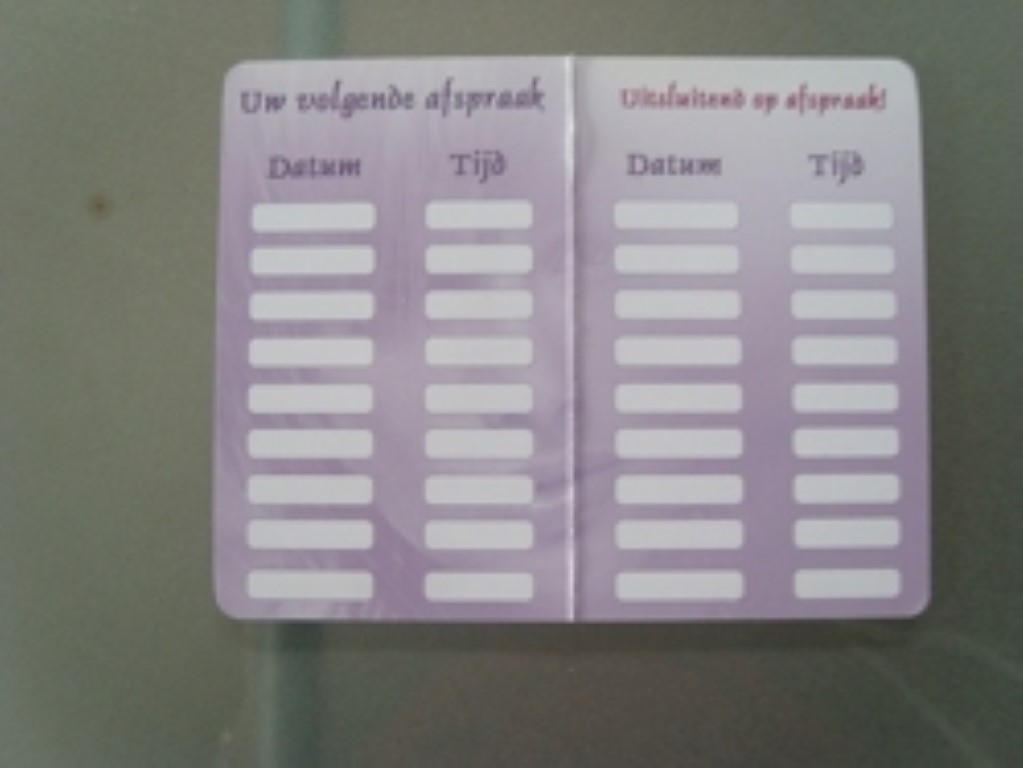 Uw volgende afspraak
Datum Tijd
Uitsluitend op afspraak!
Datum Tijd